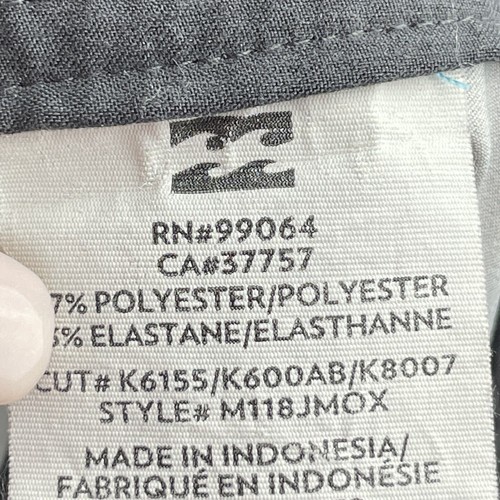 RN#99064
CA#37757
7% POLYESTER/POLYESTER
% ELASTANE/ELASTHANNE
CUT# K6155/K600AB/K8007
STYLE# M118JMOX
MADE IN INDONESIA/
FABRIQUÉ EN INDONÉSIE